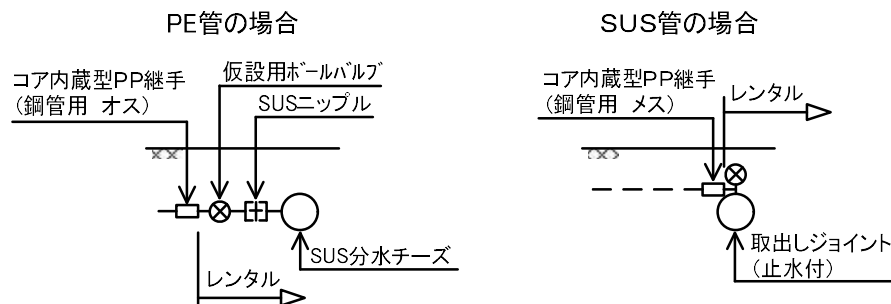 PE管の場合
コア内蔵型PP継手
(鋼管用 オス)
仮設用ボールバルブ
SUSニップル
SUS分水チーズ
レンタル
SUS管の場合
コア内蔵型PP継手
(鋼管用 メス)
レンタル
取出しジョイント
(止水付)